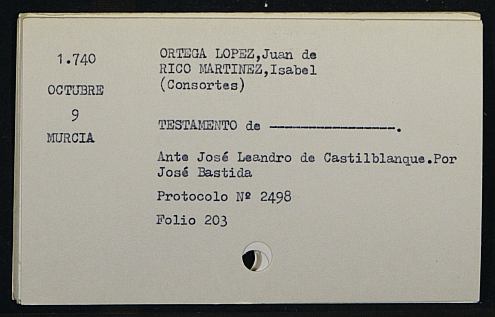 1.740
OCTUBRE
9
MURCIA
ORTEGA LOPEZ,Juan de
RICO MARTINEZ,Isabel
(Consortes)
TESTAMENTO de ----------------.
Ante José Leandro de Castilblanque.Por
José Bastida
Protocolo Nº 2498
Folio 203